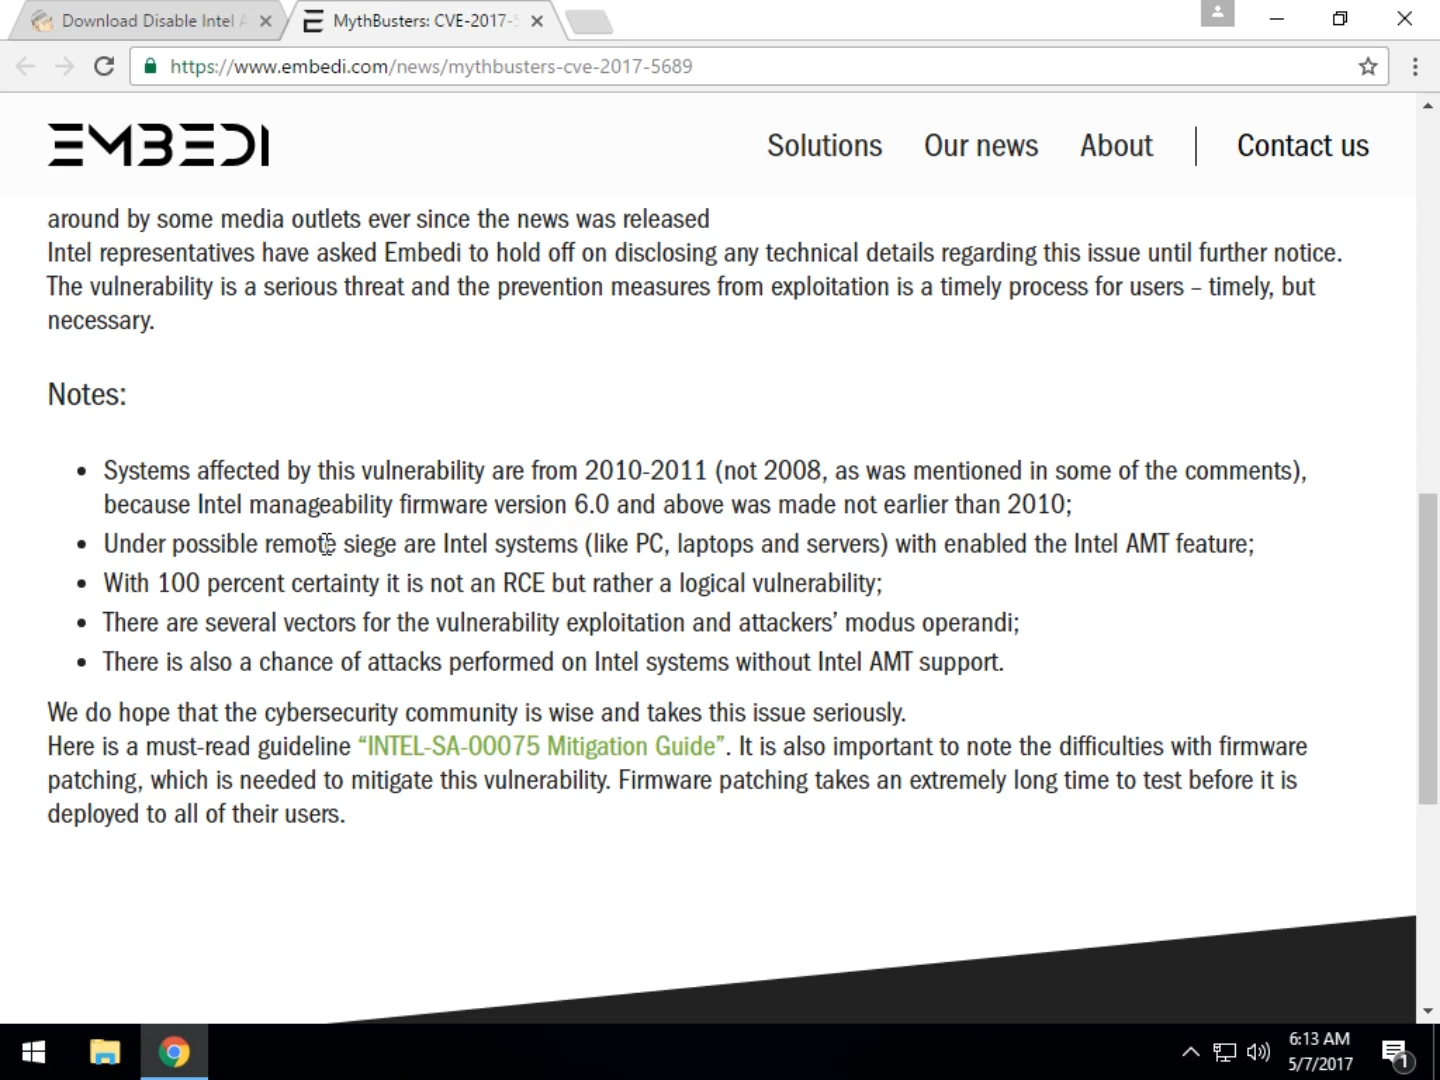 Download Disable Intel A
MythBusters: CVE-2017-5
https://www.embedi.com/news/mythbusters-cve-2017-5689
EMBEDI
Solutions Our news About Contact us
around by some media outlets ever since the news was released
Intel representatives have asked Embedi to hold off on disclosing any technical details regarding this issue until further notice.
The vulnerability is a serious threat and the prevention measures from exploitation is a timely process for users – timely, but
necessary.
Notes:
• Systems affected by this vulnerability are from 2010-2011 (not 2008, as was mentioned in some of the comments),
because Intel manageability firmware version 6.0 and above was made not earlier than 2010;
• Under possible remote siege are Intel systems (like PC, laptops and servers) with enabled the Intel AMT feature;
• With 100 percent certainty it is not an RCE but rather a logical vulnerability;
• There are several vectors for the vulnerability exploitation and attackers’ modus operandi;
• There is also a chance of attacks performed on Intel systems without Intel AMT support.
We do hope that the cybersecurity community is wise and takes this issue seriously.
Here is a must-read guideline “INTEL-SA-00075 Mitigation Guide”. It is also important to note the difficulties with firmware
patching, which is needed to mitigate this vulnerability. Firmware patching takes an extremely long time to test before it is
deployed to all of their users.
6:13 AM
5/7/2017
1